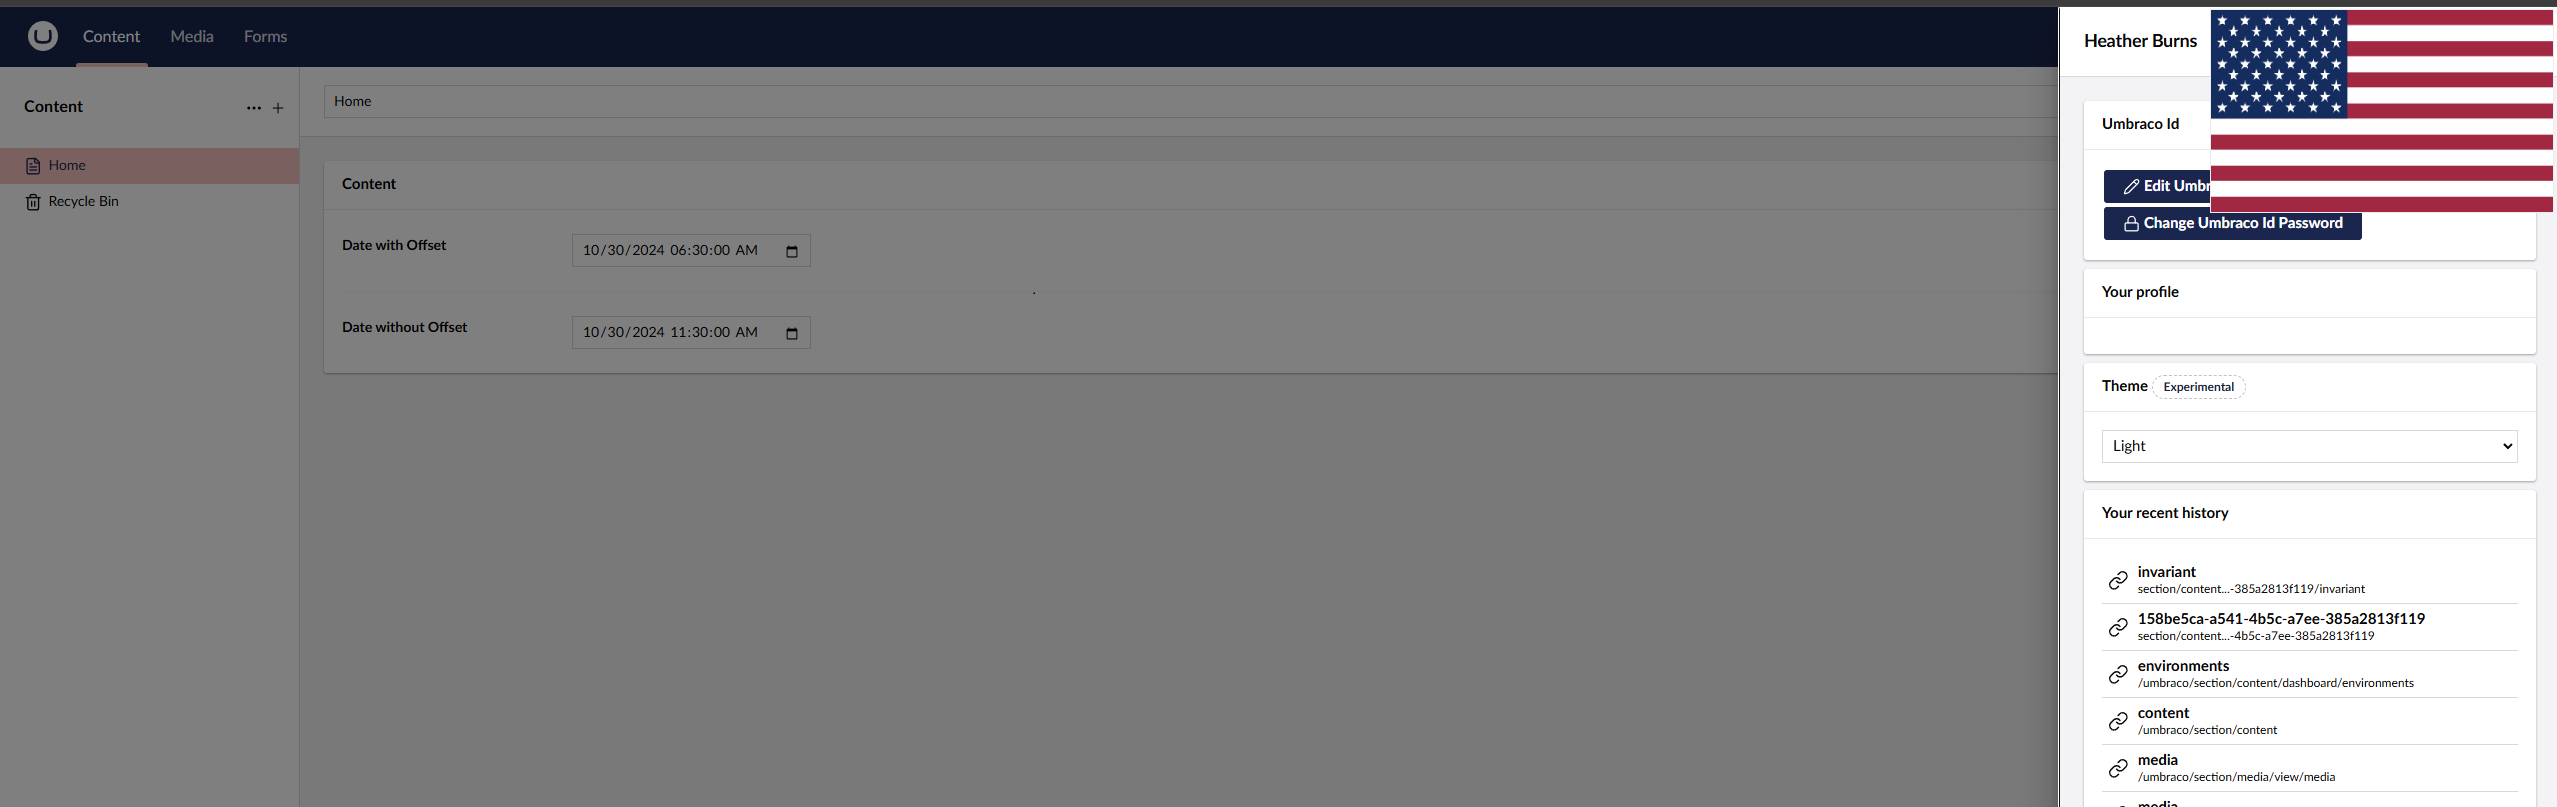 Content
Media
Forms
Content
Home
Recycle Bin
Home
Content
Date with Offset
10/30/2024 06:30:00 AM
Date without Offset
10/30/2024 11:30:00 AM
Heather Burns
Umbraco Id
Edit Umbr
Change Umbraco Id Password
Your profile
Theme Experimental
Light
Your recent history
invariant
section/content...-385a2813f119/invariant
158be5ca-a541-4b5c-a7ee-385a2813f119
section/content...-4b5c-a7ee-385a2813f119
environments
/umbraco/section/content/dashboard/environments
content
/umbraco/section/content
media
/umbraco/section/media/view/media
media